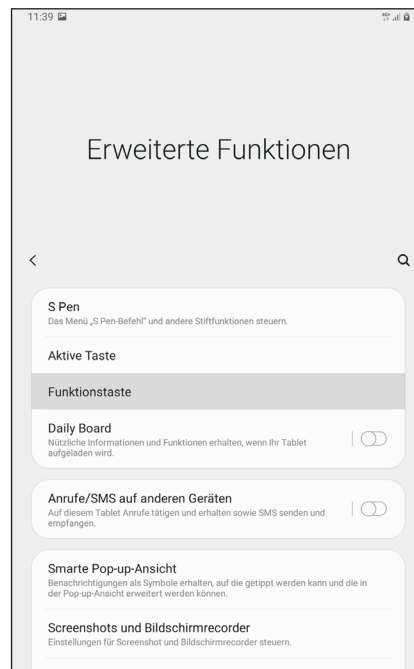 11:39
Erweiterte Funktionen
S Pen
Das Menü „S Pen-Befehl" und andere Stiftfunktionen steuern.
Aktive Taste
Funktionstaste
Daily Board
Nützliche Informationen und Funktionen erhalten, wenn Ihr Tablet
aufgeladen wird.
Anrufe/SMS auf anderen Geräten
Auf diesem Tablet Anrufe tätigen und erhalten sowie SMS senden und
empfangen.
Smarte Pop-up-Ansicht
Benachrichtigungen als Symbole erhalten, auf die getippt werden kann und die in
der Pop-up-Ansicht erweitert werden können.
Screenshots und Bildschirmrecorder
Einstellungen für Screenshot und Bildschirmrecorder steuern.